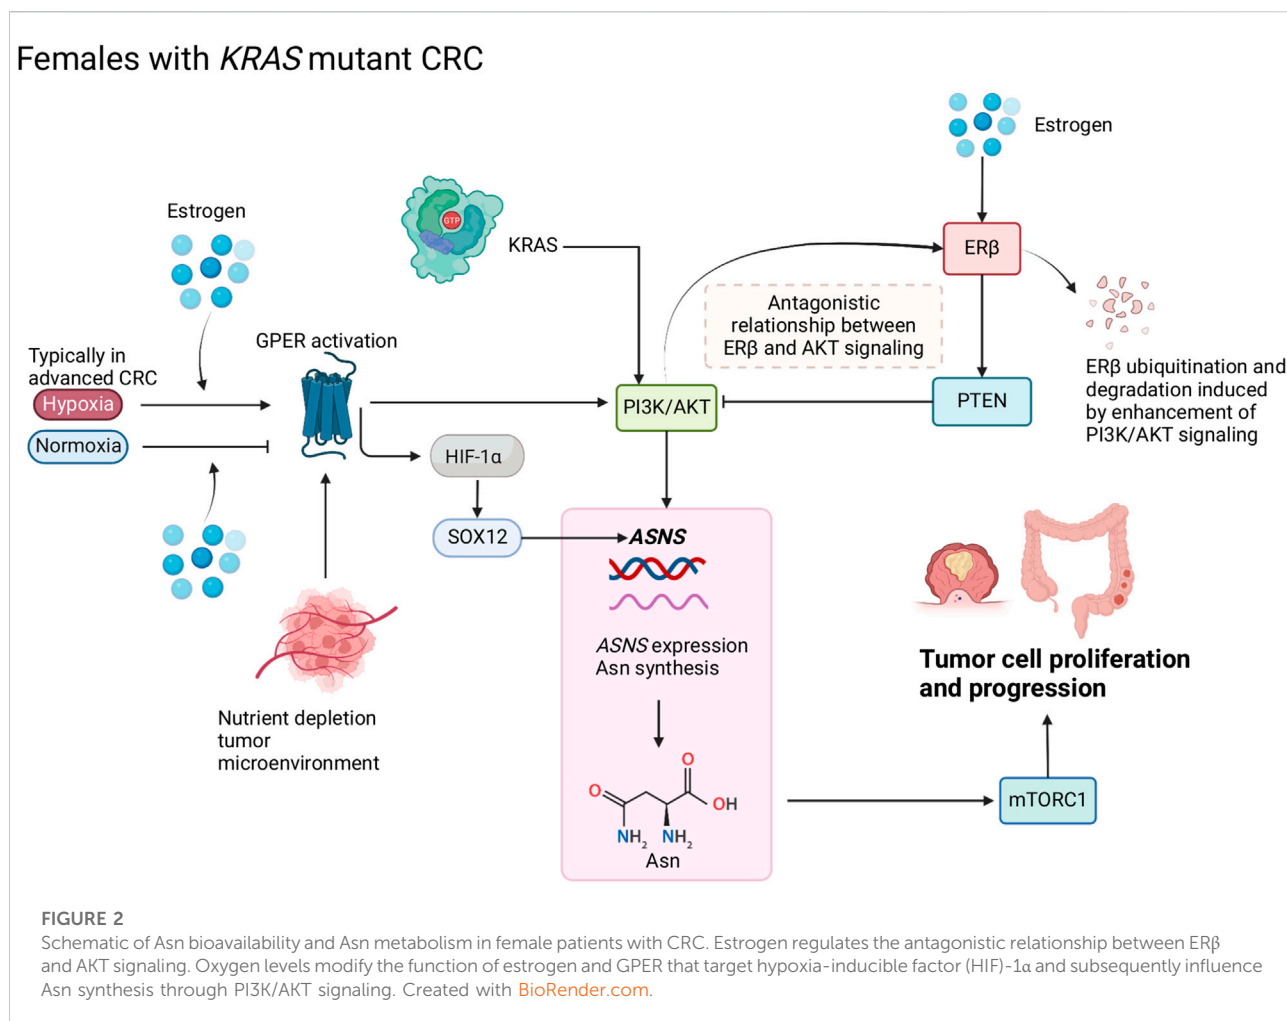 Females with KRAS mutant CRC
Estrogen
Estrogen
GTP
KRAS
ERβ
Antagonistic
relationship between
ERβ and AKT signaling
GPER activation
Typically in
advanced CRC
Hypoxia
Normoxia
PI3K/AKT
PTEN
ERβ ubiquitination and
degradation induced
by enhancement of
PI3K/AKT signaling
HIF-1α
SOX12
ASNS
ASNS expression
Asn synthesis
Nutrient depletion
tumor
microenvironment
Tumor cell proliferation
and progression
O
O
OH
NH2
NH2
Asn
mTORC1
FIGURE 2
Schematic of Asn bioavailability and Asn metabolism in female patients with CRC. Estrogen regulates the antagonistic relationship between ERβ
and AKT signaling. Oxygen levels modify the function of estrogen and GPER that target hypoxia-inducible factor (HIF)-1α and subsequently influence
Asn synthesis through PI3K/AKT signaling. Created with BioRender.com.